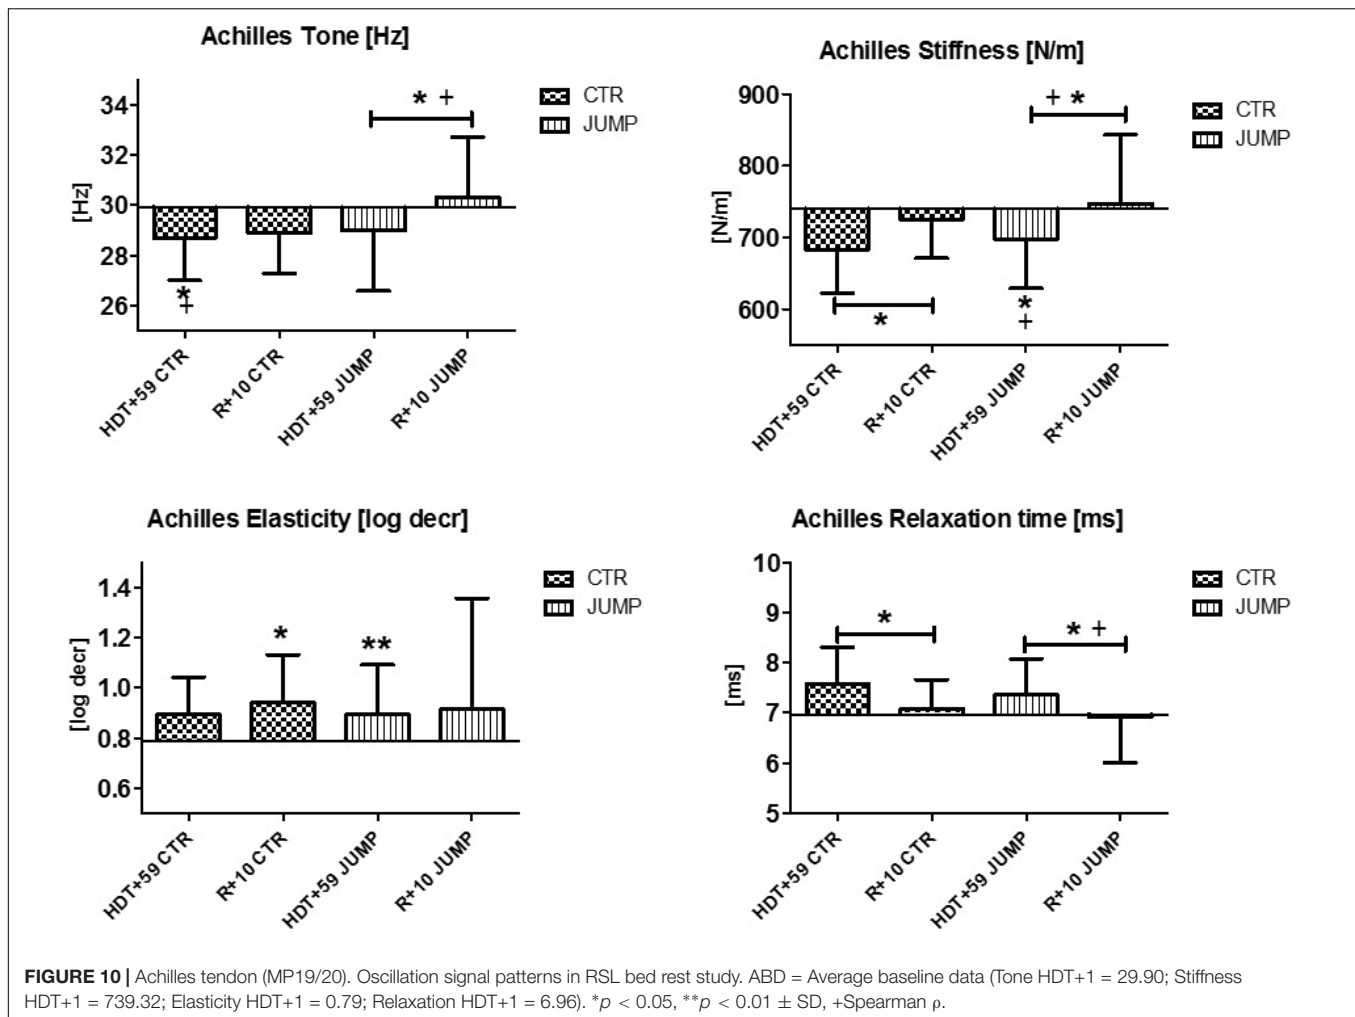 Achilles Tone [Hz]
CTR
JUMP
* +
34
32
30
28
26
[Hz]
*
+
HDT+59 CTR
R+10 CTR
HDT+59 JUMP
R+10 JUMP
Achilles Stiffness [N/m]
CTR
JUMP
+ *
900
800
700
600
[N/m]
*
*
+
HDT+59 CTR
R+10 CTR
HDT+59 JUMP
R+10 JUMP
Achilles Elasticity [log decr]
CTR
JUMP
1.4
1.2
1.0
0.8
0.6
[log decr]
*
**
HDT+59 CTR
R+10 CTR
HDT+59 JUMP
R+10 JUMP
Achilles Relaxation time [ms]
CTR
JUMP
10
9
8
7
6
5
[ms]
*
* +
HDT+59 CTR
R+10 CTR
HDT+59 JUMP
R+10 JUMP
FIGURE 10 | Achilles tendon (MP19/20). Oscillation signal patterns in RSL bed rest study. ABD = Average baseline data (Tone HDT+1 = 29.90; Stiffness
HDT+1 = 739.32; Elasticity HDT+1 = 0.79; Relaxation HDT+1 = 6.96). *p < 0.05, **p < 0.01 ± SD, +Spearman ρ.